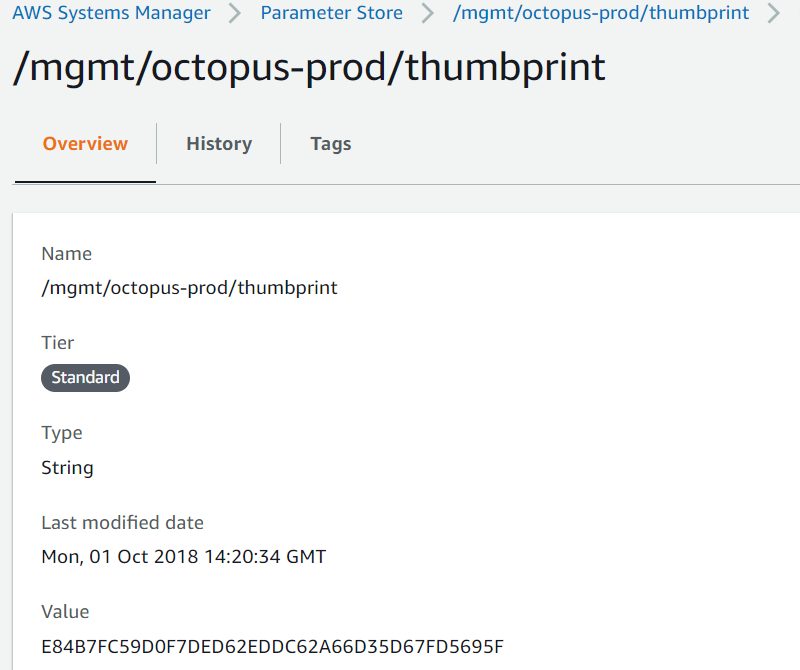 AWS Systems Manager > Parameter Store > /mgmt/octopus-prod/thumbprint >
/mgmt/octopus-prod/thumbprint
Overview History Tags
Name
/mgmt/octopus-prod/thumbprint
Tier
Standard
Type
String
Last modified date
Mon, 01 Oct 2018 14:20:34 GMT
Value
E84B7FC59D0F7DED62EDDC62A66D35D67FD5695F